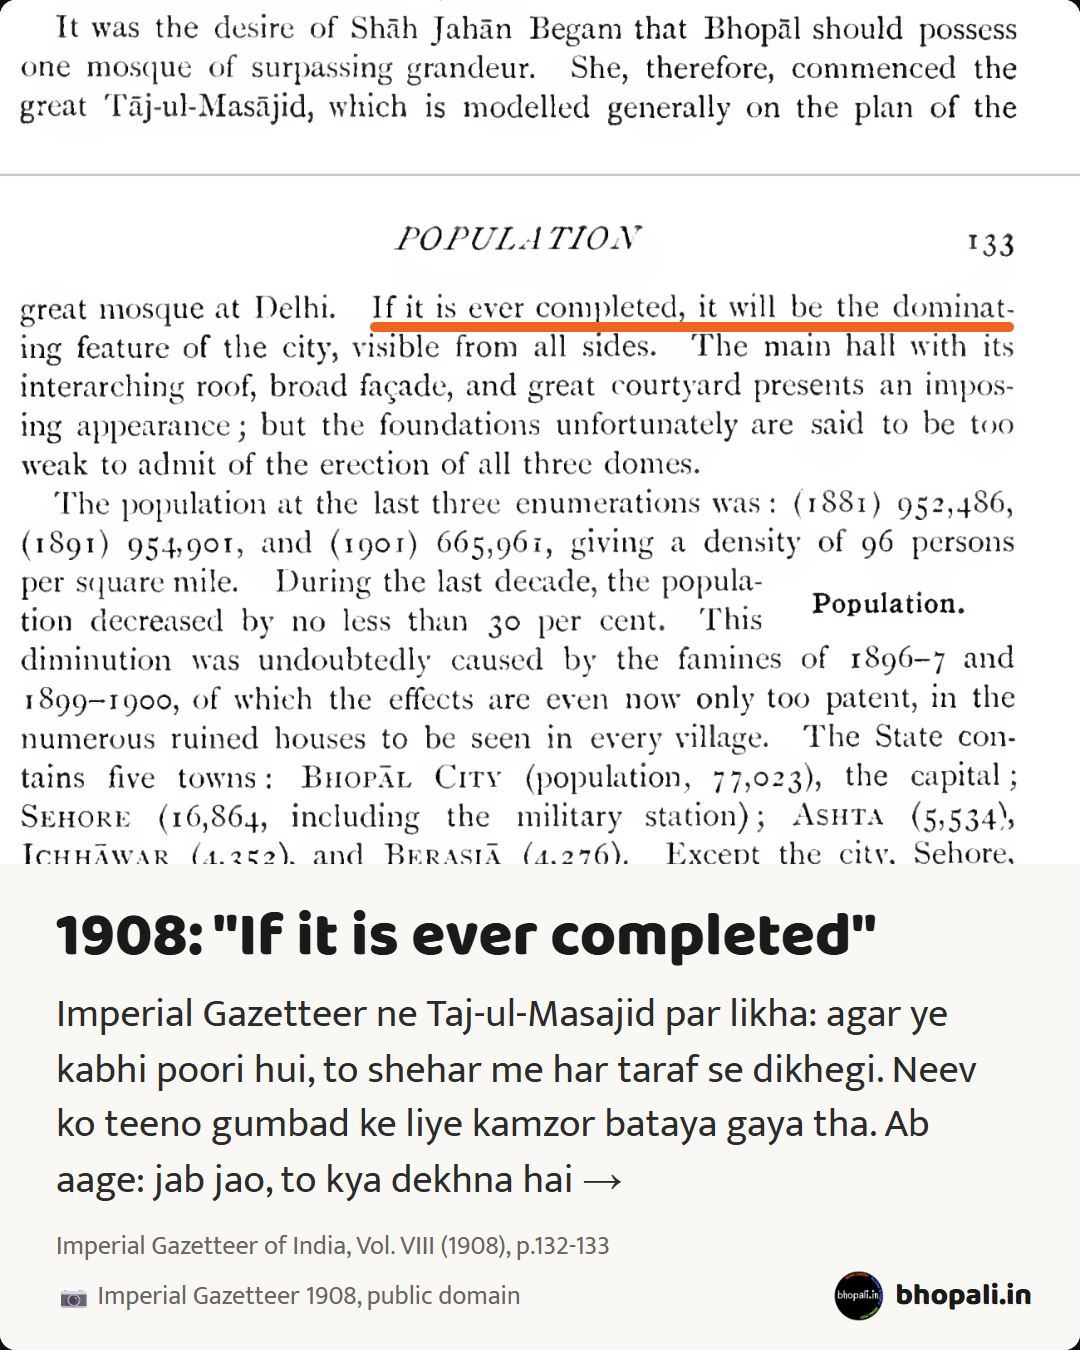 It was the desire of Shāh Jahān Begam that Bhopāl should possess
one mosque of surpassing grandeur. She, therefore, commenced the
great Tāj-ul-Masājid, which is modelled generally on the plan of the
POPULATION 133
great mosque at Delhi. If it is ever completed, it will be the dominat-
ing feature of the city, visible from all sides. The main hall with its
interarching roof, broad façade, and great courtyard presents an impos-
ing appearance; but the foundations unfortunately are said to be too
weak to admit of the erection of all three domes.
The population at the last three enumerations was: (1881) 952,486,
(1891) 954,901, and (1901) 665,961, giving a density of 96 persons
per square mile. During the last decade, the popula-
tion decreased by no less than 30 per cent. This
Population.
diminution was undoubtedly caused by the famines of 1896–7 and
1899–1900, of which the effects are even now only too patent, in the
numerous ruined houses to be seen in every village. The State con-
tains five towns: BHOPĀL CITY (population, 77,023), the capital;
SEHORE (16,864, including the military station); ASHTA (5,534),
ICHHĀWAR (4,352), and BERASIĀ (4,276). Except the city, Sehore,
1908: "If it is ever completed"
Imperial Gazetteer ne Taj-ul-Masajid par likha: agar ye
kabhi poori hui, to shehar me har taraf se dikhegi. Neev
ko teeno gumbad ke liye kamzor bataya gaya tha. Ab
aage: jab jao, to kya dekhna hai →
Imperial Gazetteer of India, Vol. VIII (1908), p.132-133
📷 Imperial Gazetteer 1908, public domain
bhopali.in
bhopali.in